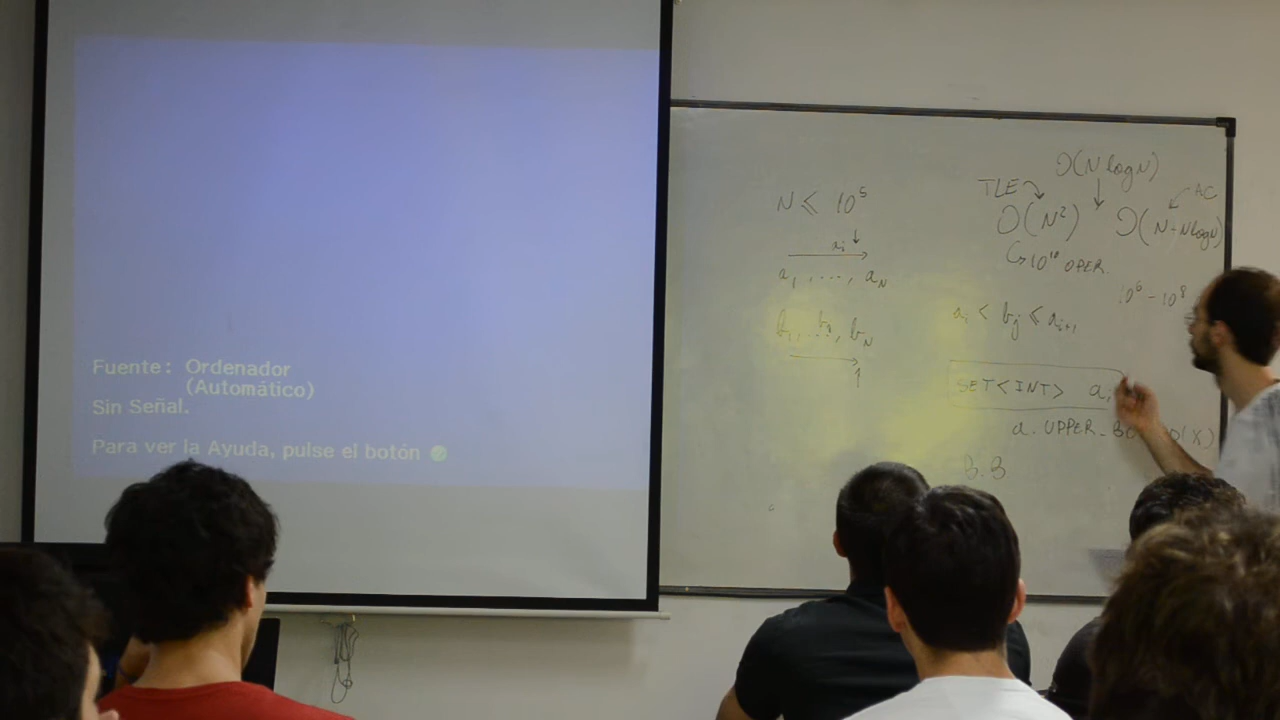 Fuente: Ordenador
(Automático)
Sin Señal.
Para ver la Ayuda, pulse el botón
N ≤ 10⁵
aᵢ ↓
a₁, ..., a_N
b₁, ..., b_N
↑
O(N log N)
TLE ↓ AC
O(N²) O(N+N log N)
↳ 10¹⁰ OPER.
10⁶ - 10⁸
aᵢ < bⱼ ≤ aᵢ₊₁
SET<INT> a;
a.UPPER_BO
(X)